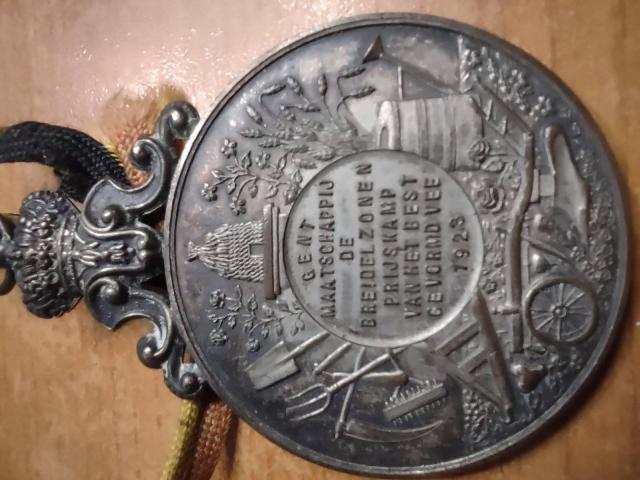 GENT
MAATSCHAPPIJ
DE
BREIDELZONEN
PRIJSKAMP
VAN HET BEST
GEVORMD VEE
1923